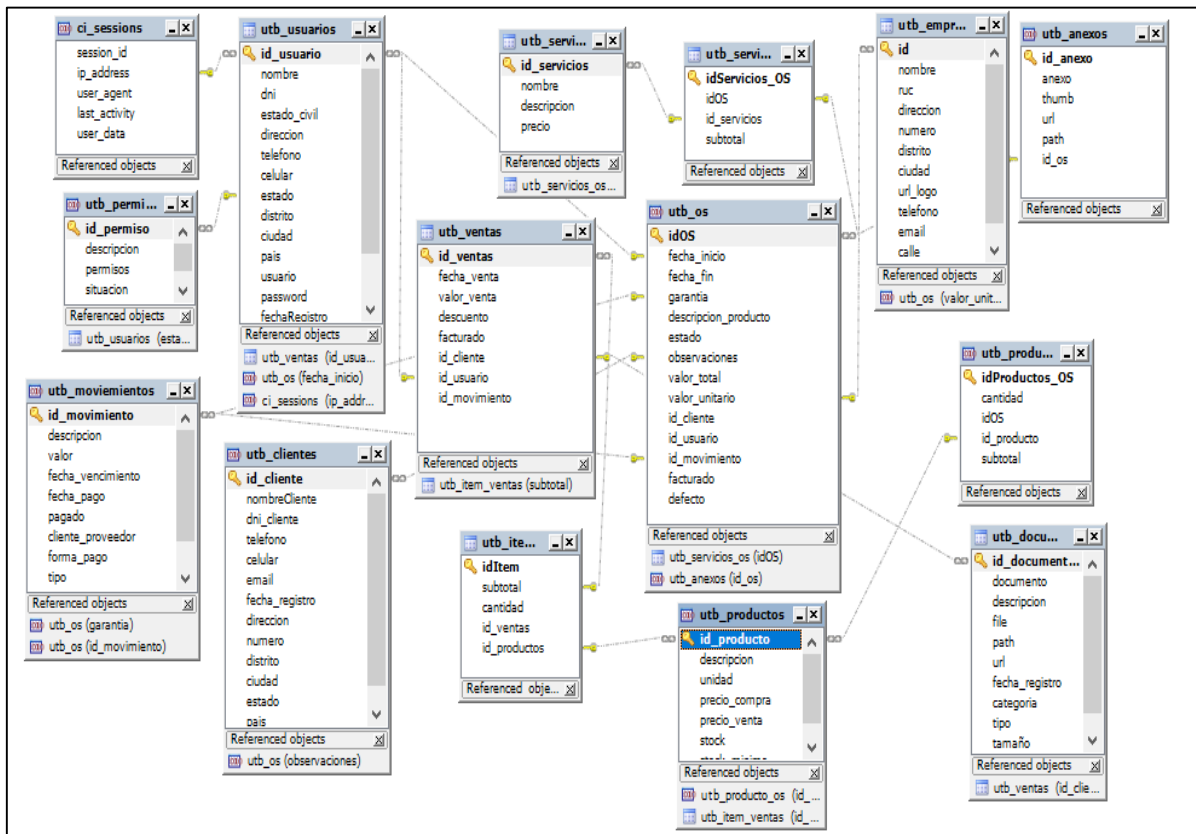 ci_sessions
session_id
ip_address
user_agent
last_activity
user_data
Referenced objects
utb_usuarios
id_usuario
nombre
dni
estado_civil
direccion
telefono
celular
estado
distrito
ciudad
pais
usuario
password
fechaRegistro
Referenced objects
utb_ventas (id_usua...
utb_os (fecha_inicio)
ci_sessions (ip_addr...
utb_servi...
id_servicios
nombre
descripcion
precio
Referenced objects
utb_servicios_os...
utb_servi...
idServicios_OS
idOS
id_servicios
subtotal
Referenced objects
utb_empr...
id
nombre
ruc
direccion
numero
distrito
ciudad
url_logo
telefono
email
calle
Referenced objects
utb_os (valor_unit...
utb_anexos
id_anexo
anexo
thumb
url
path
id_os
Referenced objects
utb_permi...
id_permiso
descripcion
permisos
situacion
Referenced objects
utb_usuarios (esta...
utb_ventas
id_ventas
fecha_venta
valor_venta
descuento
facturado
id_cliente
id_usuario
id_movimiento
Referenced objects
utb_item_ventas (subtotal)
utb_os
idOS
fecha_inicio
fecha_fin
garantia
descripcion_producto
estado
observaciones
valor_total
valor_unitario
id_cliente
id_usuario
id_movimiento
facturado
defecto
Referenced objects
utb_servicios_os (idOS)
utb_anexos (id_os)
utb_produ...
idProductos_OS
cantidad
idOS
id_producto
subtotal
Referenced objects
utb_moviemientos
id_movimiento
descripcion
valor
fecha_vencimiento
fecha_pago
pagado
cliente_proveedor
forma_pago
tipo
Referenced objects
utb_os (garantia)
utb_os (id_movimiento)
utb_clientes
id_cliente
nombreCliente
dni_cliente
telefono
celular
email
fecha_registro
direccion
numero
distrito
ciudad
estado
pais
Referenced objects
utb_os (observaciones)
utb_ite...
idItem
subtotal
cantidad
id_ventas
id_productos
Referenced obje...
utb_productos
id_producto
descripcion
unidad
precio_compra
precio_venta
stock
stock_minimo
Referenced objects
utb_producto_os (id_...
utb_item_ventas (id_...
utb_docu...
id_document...
documento
descripcion
file
path
url
fecha_registro
categoria
tipo
tamaño
Referenced objects
utb_ventas (id_clie...